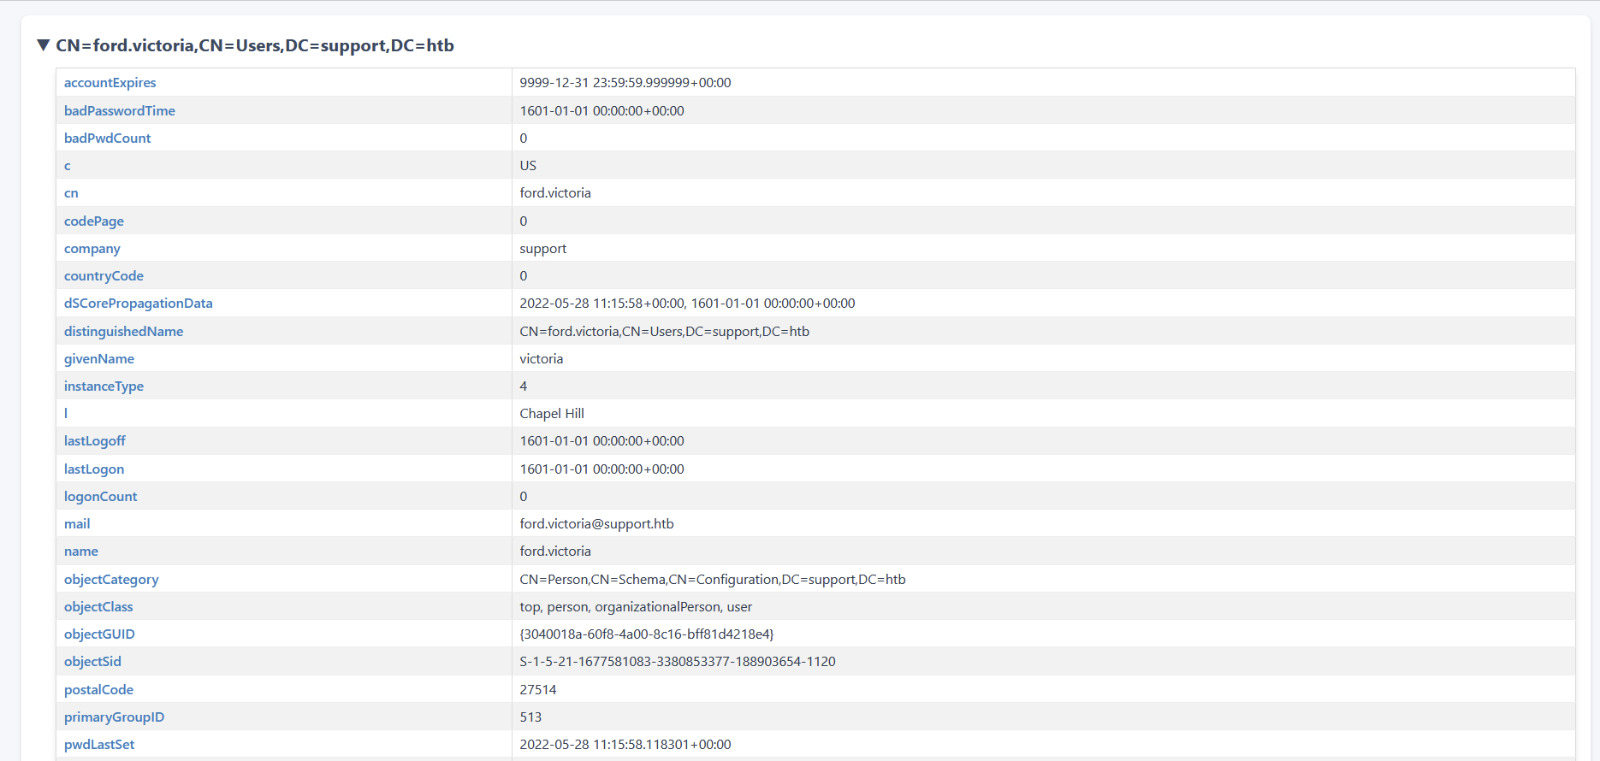 ▼ CN=ford.victoria,CN=Users,DC=support,DC=htb
accountExpires 9999-12-31 23:59:59.999999+00:00
badPasswordTime 1601-01-01 00:00:00+00:00
badPwdCount 0
c US
cn ford.victoria
codePage 0
company support
countryCode 0
dSCorePropagationData 2022-05-28 11:15:58+00:00, 1601-01-01 00:00:00+00:00
distinguishedName CN=ford.victoria,CN=Users,DC=support,DC=htb
givenName victoria
instanceType 4
l Chapel Hill
lastLogoff 1601-01-01 00:00:00+00:00
lastLogon 1601-01-01 00:00:00+00:00
logonCount 0
mail ford.victoria@support.htb
name ford.victoria
objectCategory CN=Person,CN=Schema,CN=Configuration,DC=support,DC=htb
objectClass top, person, organizationalPerson, user
objectGUID {3040018a-60f8-4a00-8c16-bff81d4218e4}
objectSid S-1-5-21-1677581083-3380853377-188903654-1120
postalCode 27514
primaryGroupID 513
pwdLastSet 2022-05-28 11:15:58.118301+00:00